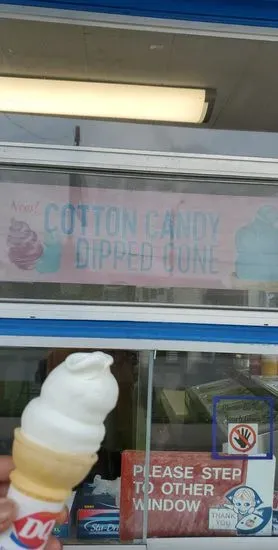 New!
COTTON CANDY
DIPPED CONE
PLEASE STEP
TO OTHER
WINDOW
THANK
YOU
DQ